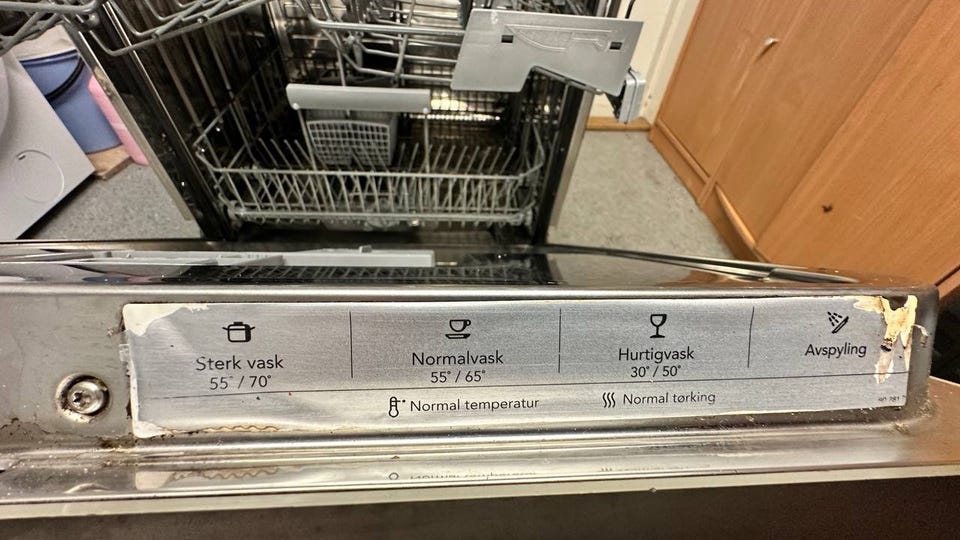 Sterk vask
55° / 70°
Normalvask
55° / 65°
Hurtigvask
30° / 50°
Avspyling
Normal temperatur
Normal tørking